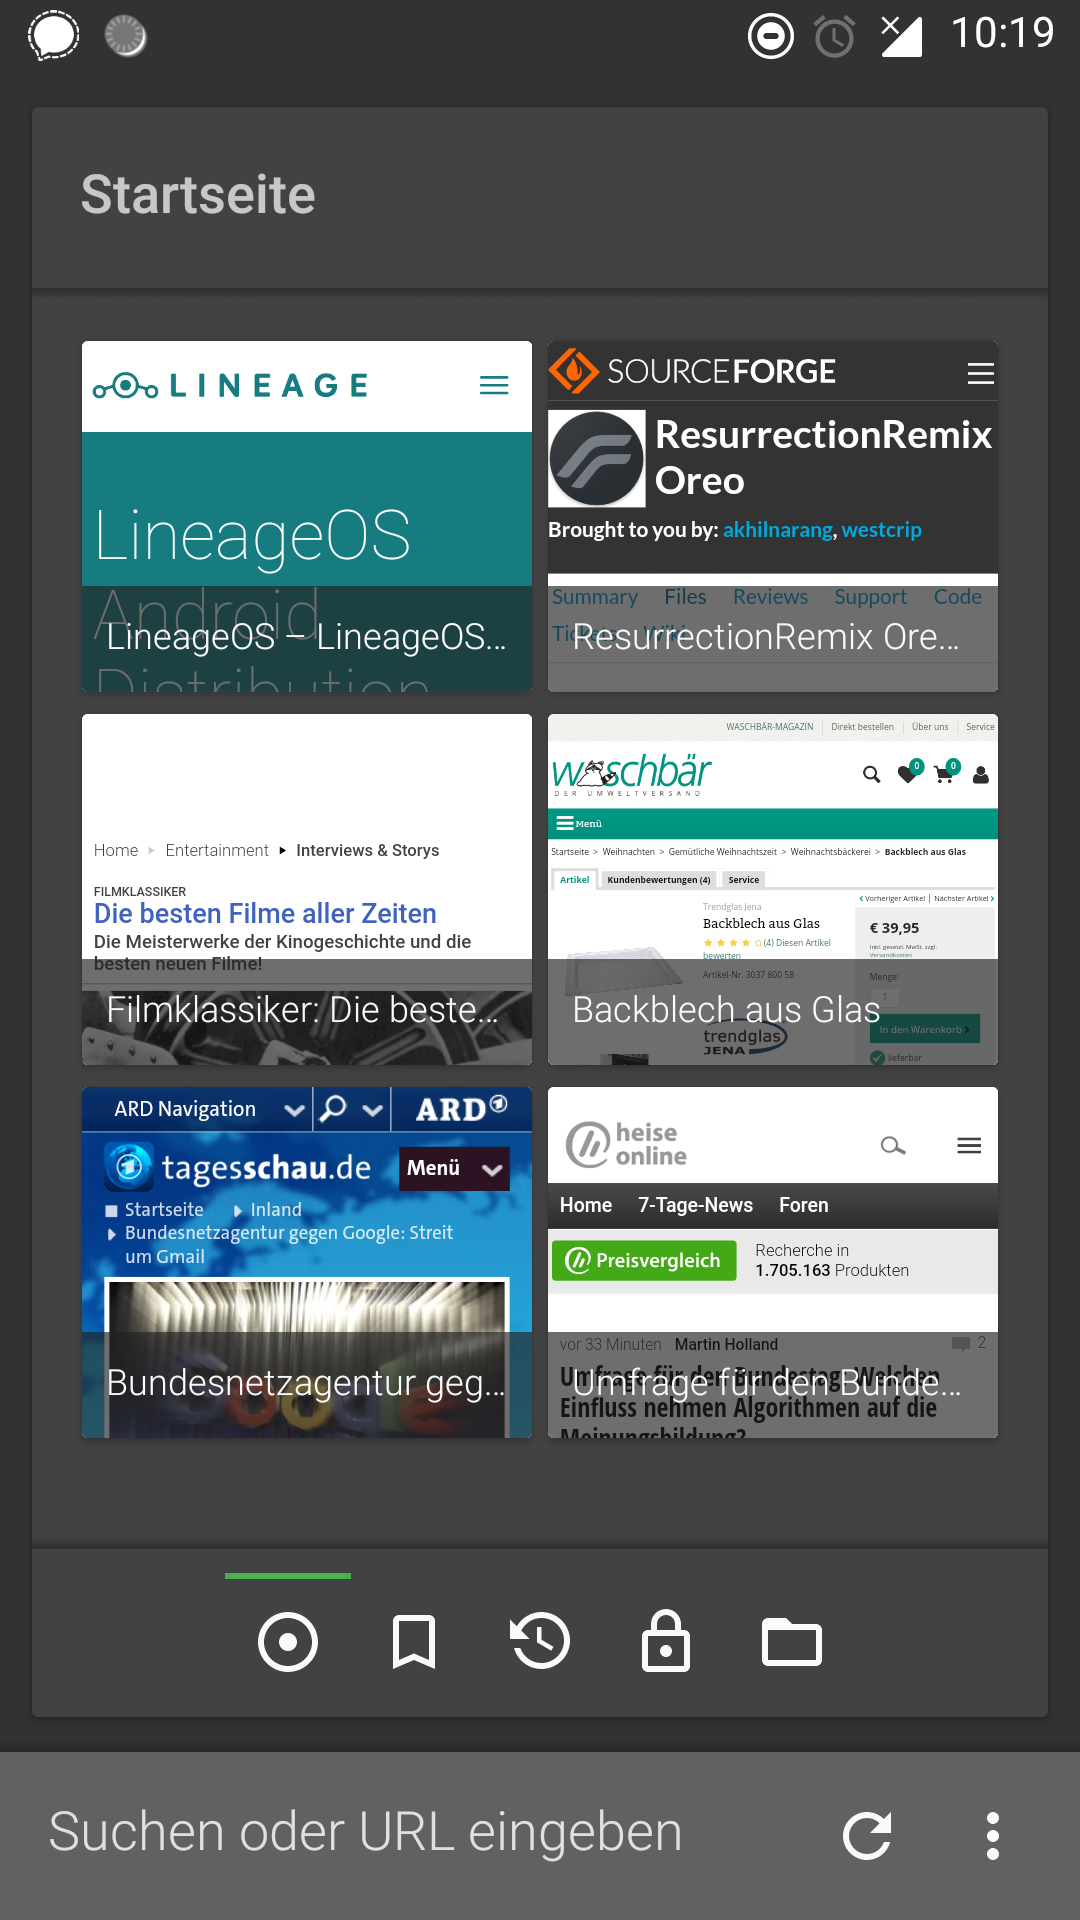 10:19
Startseite
LINEAGE
LineageOS
Android
Distribution
LineageOS – LineageOS...
SOURCEFORGE
ResurrectionRemix
Oreo
Brought to you by: akhilnarang, westcrip
Summary Files Reviews Support Code
Tickets Wiki
ResurrectionRemix Ore...
Home Entertainment Interviews & Storys
FILMKLASSIKER
Die besten Filme aller Zeiten
Die Meisterwerke der Kinogeschichte und die
besten neuen Filme!
Filmklassiker: Die beste...
WASCHBÄR-MAGAZIN Direkt bestellen Über uns Service
waschbär
DER UMWELTVERSAND
0 0
Menü
Startseite > Weihnachten > Gemütliche Weihnachtszeit > Weihnachtsbäckerei > Backblech aus Glas
Artikel Kundenbewertungen (4) Service
Vorheriger Artikel | Nächster Artikel
Trendglas Jena
Backblech aus Glas
(4) Diesen Artikel
bewerten
Artikel-Nr. 3037 800 58
trendglas
JENA
€ 39,95
Inkl. gesetzl. MwSt. zzgl.
Versandkosten
Menge:
1
In den Warenkorb
lieferbar
Backblech aus Glas
ARD Navigation ARD
tagesschau.de Menü
Startseite Inland
Bundesnetzagentur gegen Google: Streit
um Gmail
Google
Bundesnetzagentur geg...
heise
online
Home 7-Tage-News Foren
Preisvergleich
Recherche in
1.705.163 Produkten
vor 33 Minuten Martin Holland 2
Umfrage für den Bundestag: Welchen
Einfluss nehmen Algorithmen auf die
Meinungsbildung?
Umfrage für den Bunde...
Suchen oder URL eingeben